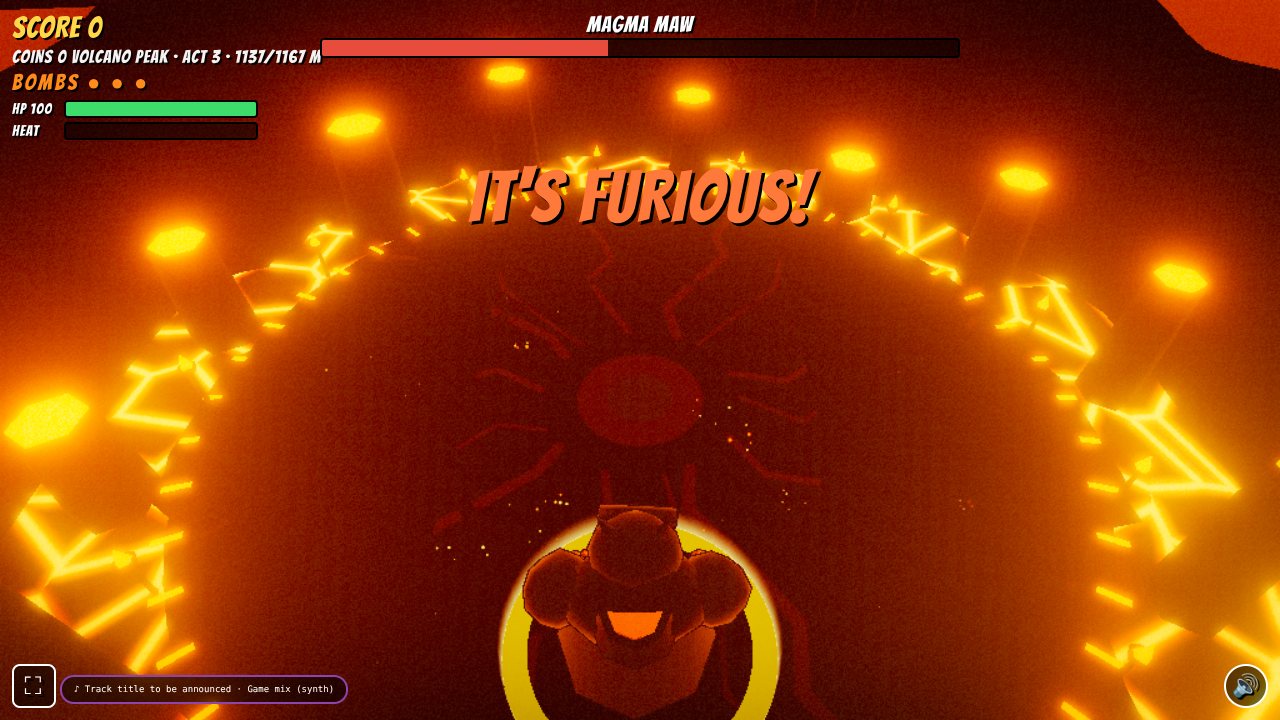 SCORE 0
MAGMA MAW
COINS 0 VOLCANO PEAK · ACT 3 · 1137/1167 M
BOMBS
HP 100
HEAT
IT'S FURIOUS!
♪ Track title to be announced · Game mix (synth)